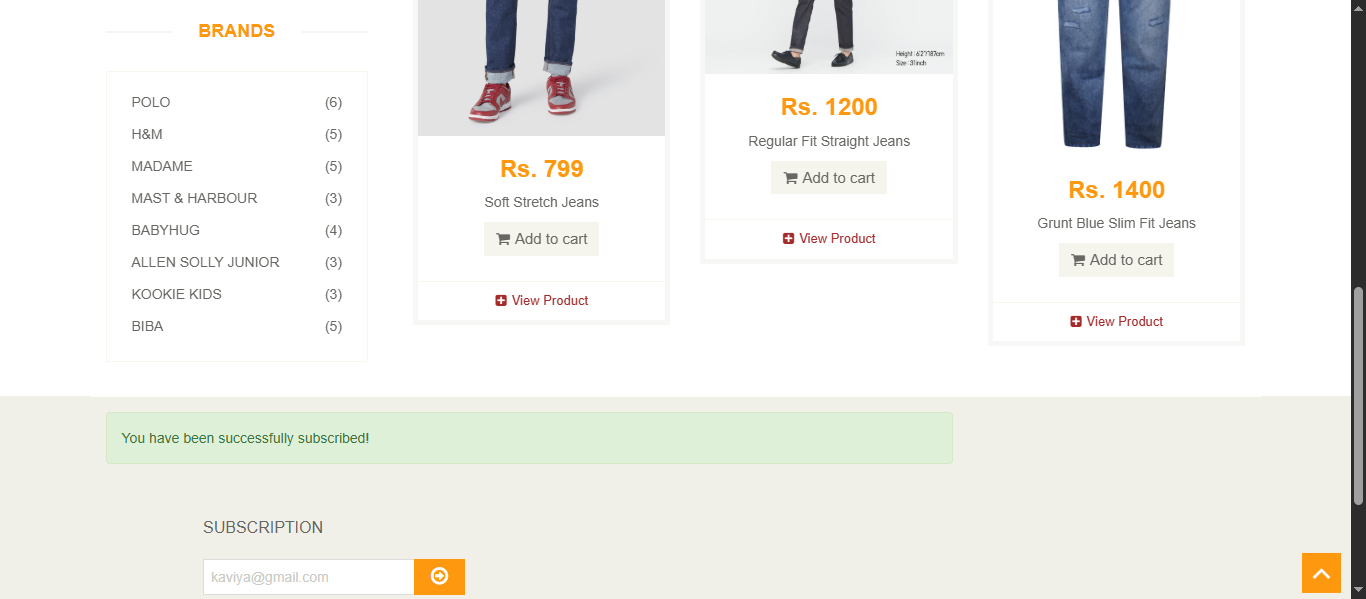 BRANDS
POLO (6)
H&M (5)
MADAME (5)
MAST & HARBOUR (3)
BABYHUG (4)
ALLEN SOLLY JUNIOR (3)
KOOKIE KIDS (3)
BIBA (5)
Rs. 799
Soft Stretch Jeans
Add to cart
View Product
Height : 6'2"/187cm
Size : 31inch
Rs. 1200
Regular Fit Straight Jeans
Add to cart
View Product
Rs. 1400
Grunt Blue Slim Fit Jeans
Add to cart
View Product
You have been successfully subscribed!
SUBSCRIPTION
kaviya@gmail.com